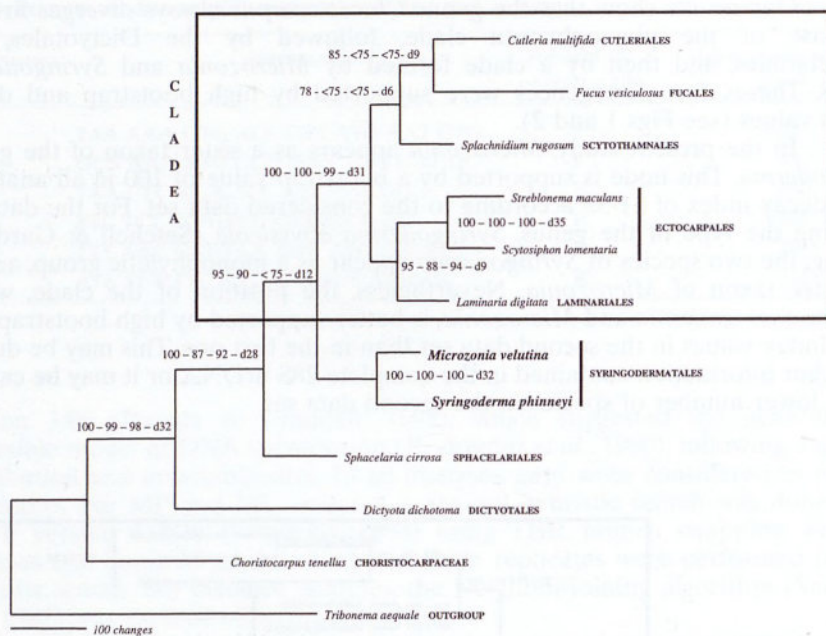 Cutleria multifida CUTLERIALES
85 - <75 - <75- d9
Fucus vesiculosus FUCALES
78 - <75 - <75 - d6
C L A D E A
Splachnidium rugosum SCYTOTHAMNALES
100 - 100 - 99 - d31
Streblonema maculans
100 - 100 - 100 - d35
ECTOCARPALES
Scytosiphon lomentaria
95 - 88 - 94 - d9
95 - 90 - < 75 - d12
Laminaria digitata LAMINARIALES
Microzonia velutina
100 - 87 - 92 - d28
100 - 100 - 100 - d32
SYRINGODERMATALES
Syringoderma phinneyi
100 - 99 - 98 - d32
Sphacelaria cirrosa SPHACELARIALES
Dictyota dichotoma DICTYOTALES
Choristocarpus tenellus CHORISTOCARPACEAE
Tribonema aequale OUTGROUP
100 changes